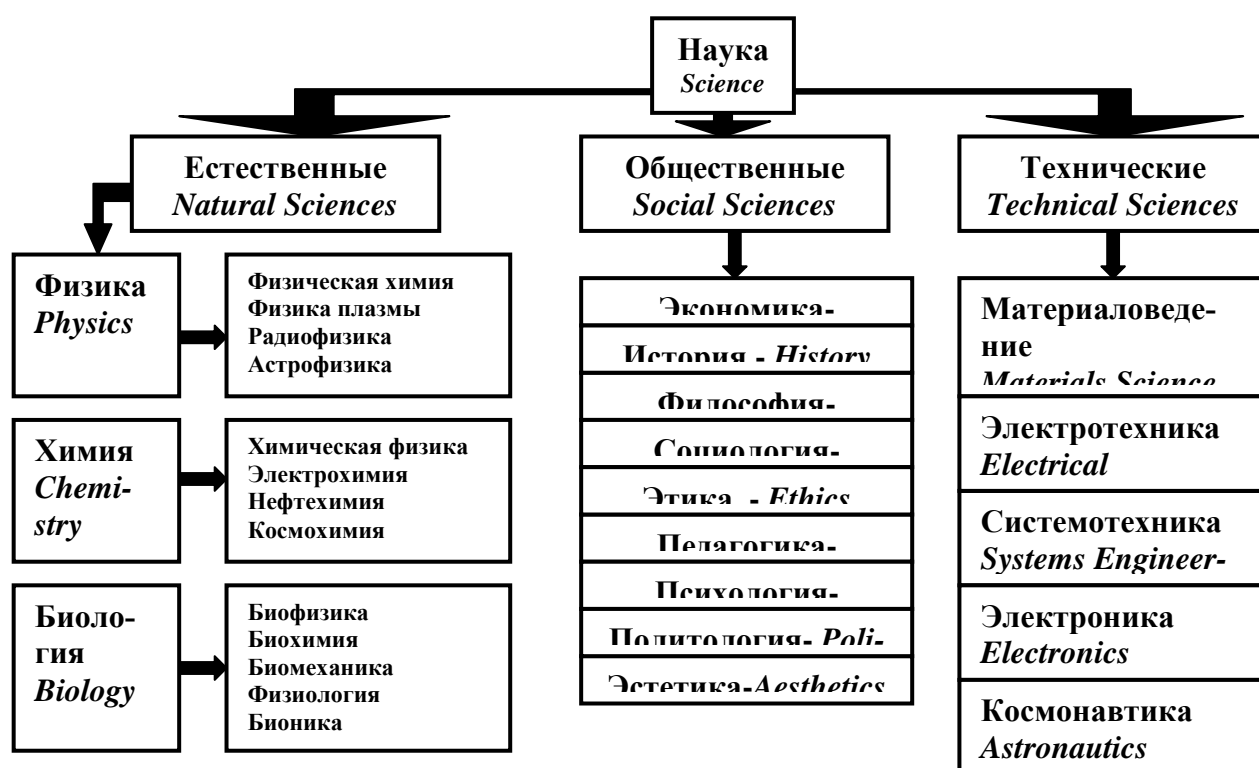 Наука
Science
Естественные
Natural Sciences
Общественные
Social Sciences
Технические
Technical Sciences
Физика
Physics
Физическая химия
Физика плазмы
Радиофизика
Астрофизика
Химия
Chemi-
stry
Химическая физика
Электрохимия
Нефтехимия
Космохимия
Биоло-
гия
Biology
Биофизика
Биохимия
Биомеханика
Физиология
Бионика
Экономика-
История - History
Философия-
Социология-
Этика - Ethics
Педагогика-
Психология-
Политология- Poli-
Эстетика-Aesthetics
Материаловеде-
ние
Materials Science
Электротехника
Electrical
Системотехника
Systems Engineer-
Электроника
Electronics
Космонавтика
Astronautics